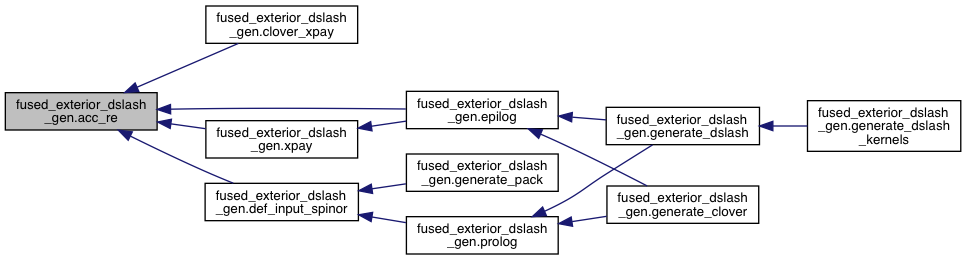 fused_exterior_dslash
_gen.clover_xpay
fused_exterior_dslash
_gen.acc_re
fused_exterior_dslash
_gen.epilog
fused_exterior_dslash
_gen.xpay
fused_exterior_dslash
_gen.generate_dslash
fused_exterior_dslash
_gen.generate_dslash
_kernels
fused_exterior_dslash
_gen.generate_pack
fused_exterior_dslash
_gen.def_input_spinor
fused_exterior_dslash
_gen.generate_clover
fused_exterior_dslash
_gen.prolog